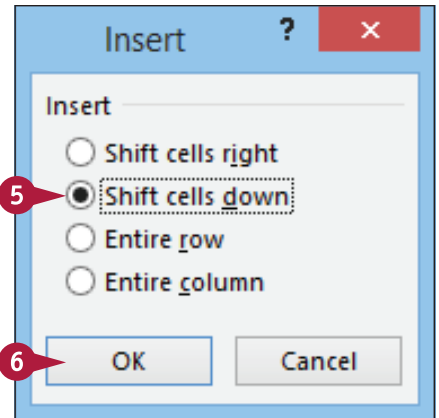 Insert ? ×
Insert
Shift cells right
5 Shift cells down
Entire row
Entire column
6 OK Cancel